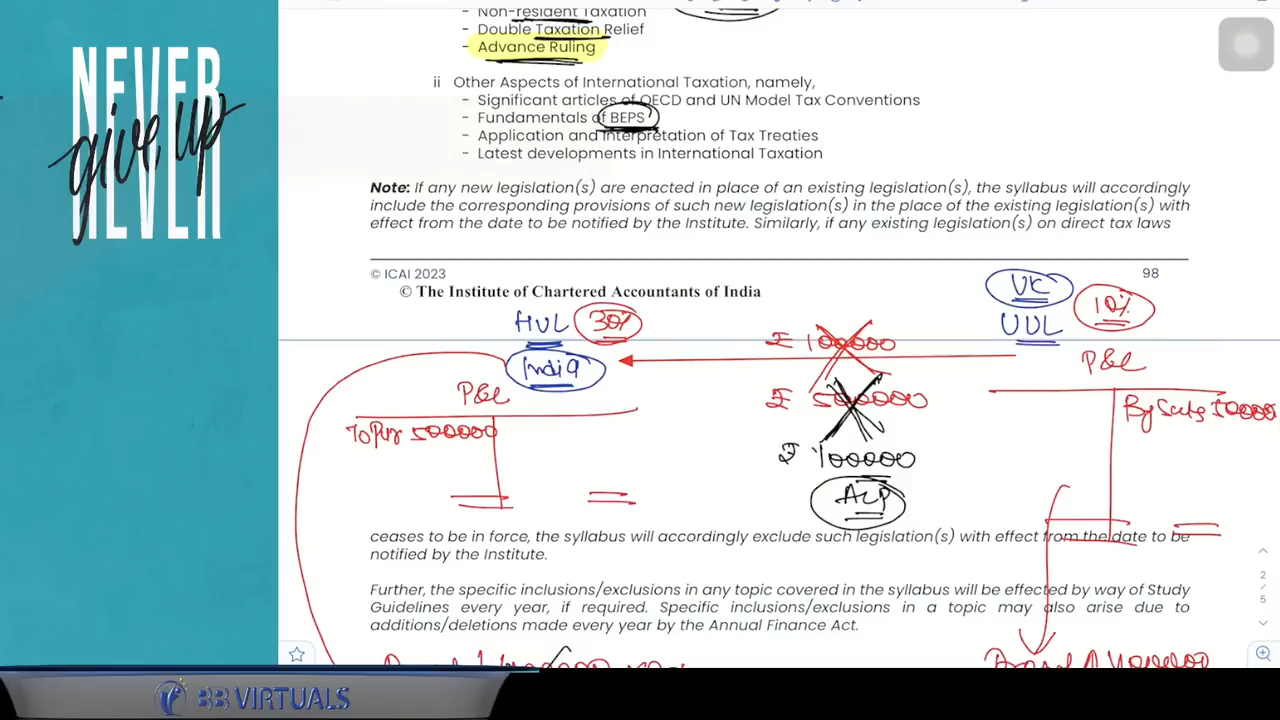 NEVER
give up
NEVER
- Non-resident Taxation
- Double Taxation Relief
- Advance Ruling
ii Other Aspects of International Taxation, namely,
- Significant articles of OECD and UN Model Tax Conventions
- Fundamentals of BEPS
- Application and Interpretation of Tax Treaties
- Latest developments in International Taxation
Note: If any new legislation(s) are enacted in place of an existing legislation(s), the syllabus will accordingly
include the corresponding provisions of such new legislation(s) in the place of the existing legislation(s) with
effect from the date to be notified by the Institute. Similarly, if any existing legislation(s) on direct tax laws
© ICAI 2023
98
© The Institute of Chartered Accountants of India
UK
10%
HUL
30%
UUL
₹ 100000
India
P&L
P&L
₹ 500000
By Sales 50000
To Pur 500000
₹ 100000
ALP
ceases to be in force, the syllabus will accordingly exclude such legislation(s) with effect from the date to be
notified by the Institute.
Further, the specific inclusions/exclusions in any topic covered in the syllabus will be effected by way of Study
Guidelines every year, if required. Specific inclusions/exclusions in a topic may also arise due to
additions/deletions made every year by the Annual Finance Act.
2
/
5
BB VIRTUALS